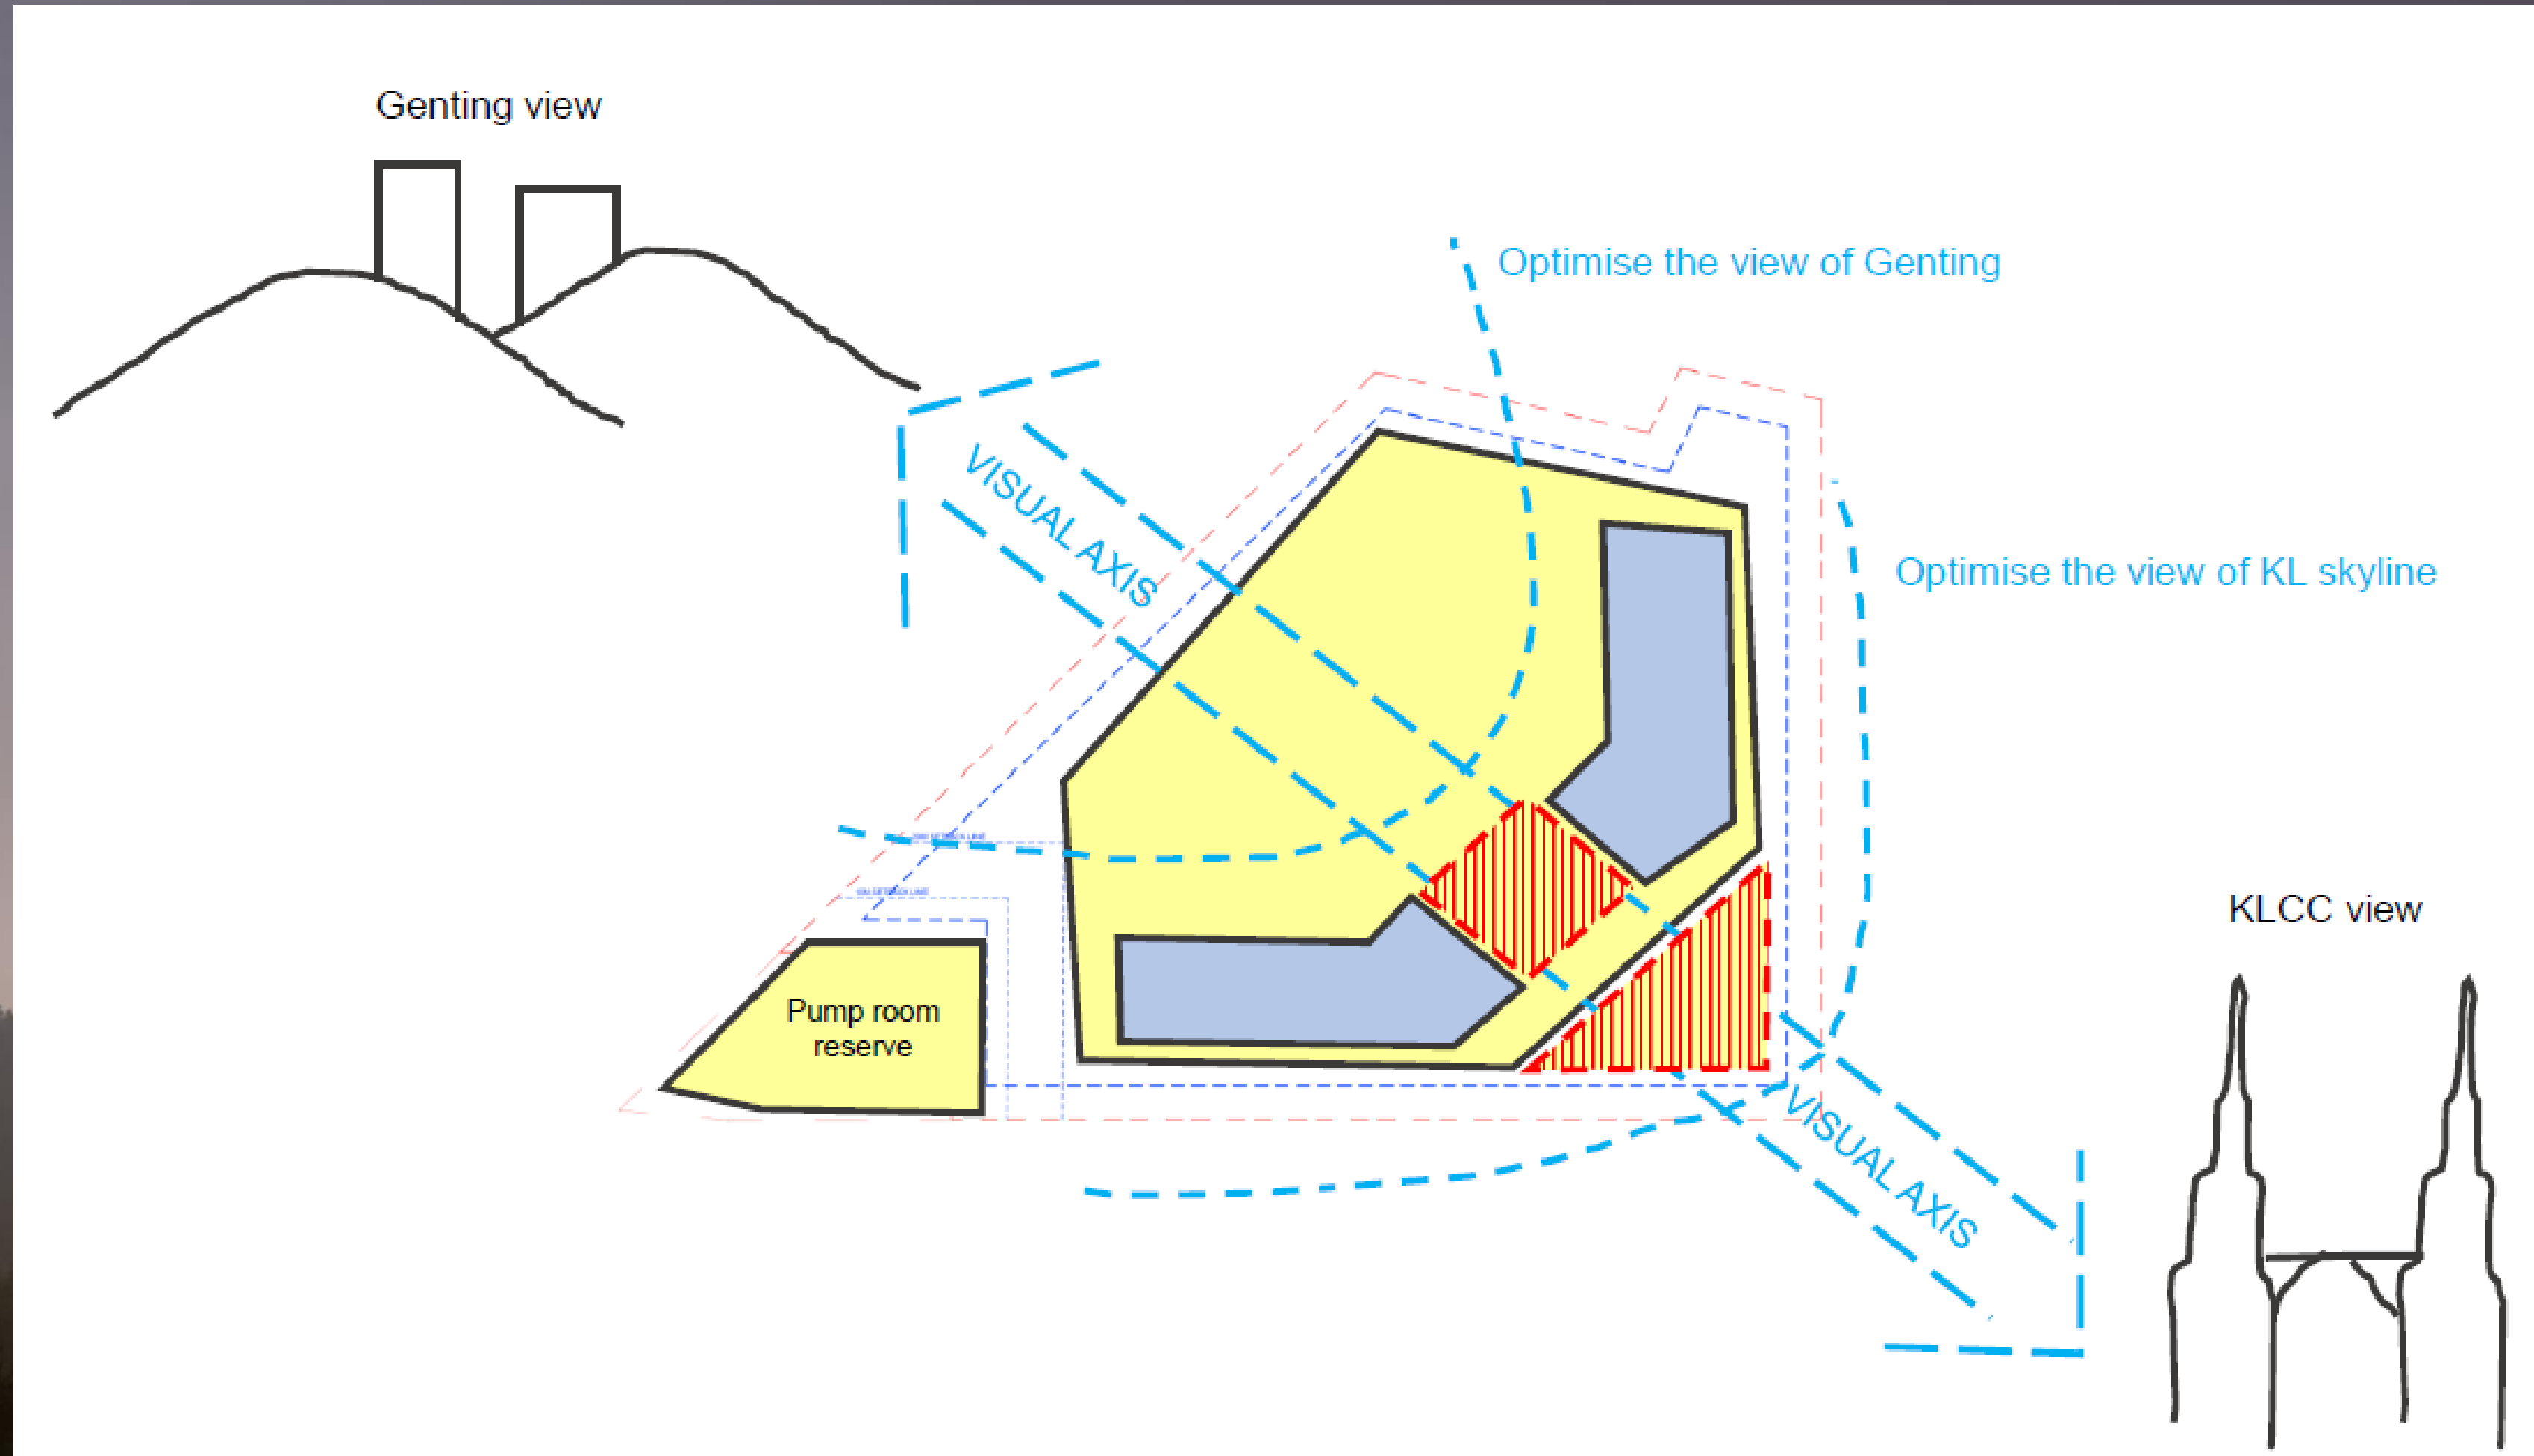 Genting view
Optimise the view of Genting
VISUAL AXIS
Optimise the view of KL skyline
KLCC view
Pump room
reserve
VISUAL AXIS